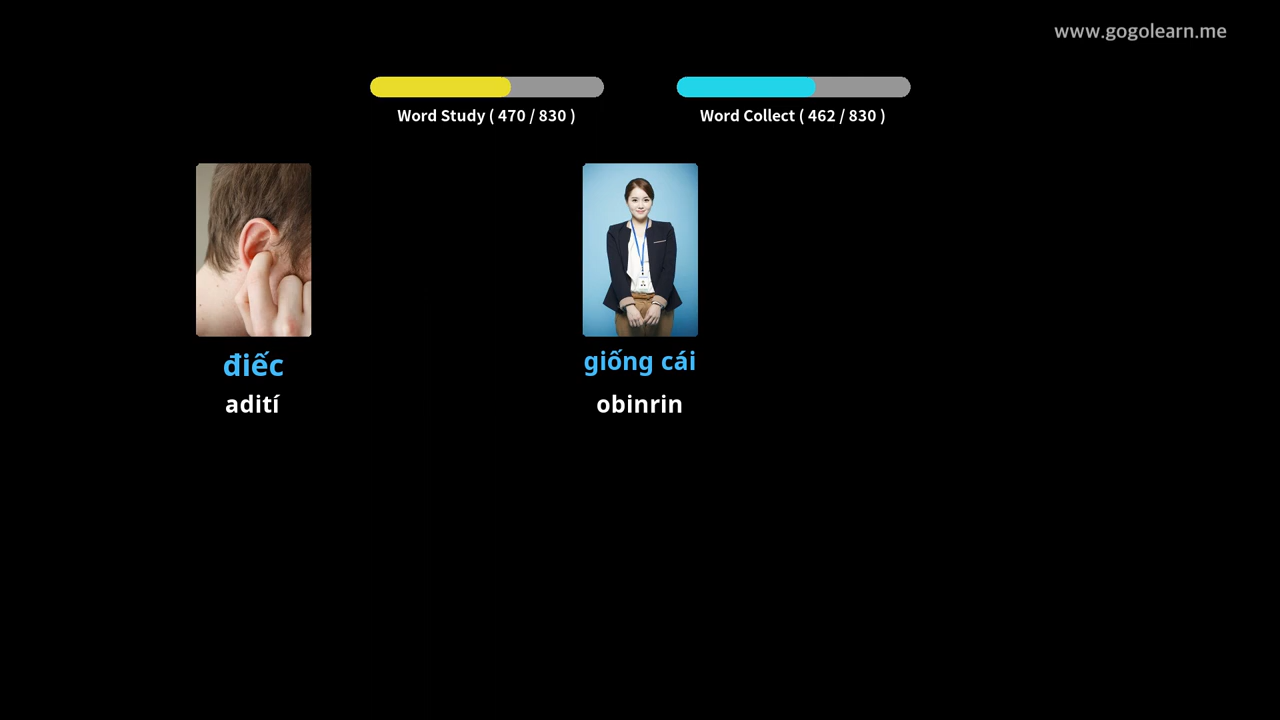 www.gogolearn.me
Word Study ( 470 / 830 )
Word Collect ( 462 / 830 )
điếc
adití
giống cái
obinrin